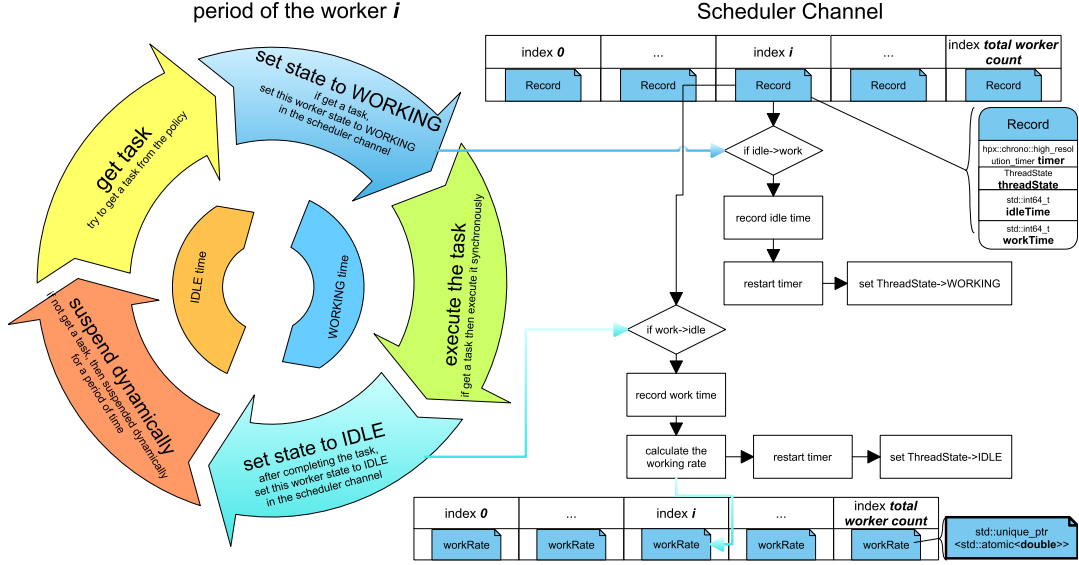 period of the worker i
Scheduler Channel
set state to WORKING
if get a task,
set this worker state to WORKING
in the scheduler channel
get task
try to get a task from the policy
execute the task
if get a task then execute it synchronously
IDLE time
WORKING time
suspend dynamically
if not get a task, then suspended dynamically
for a period of time
set state to IDLE
after completing the task,
set this worker state to IDLE
in the scheduler channel
index 0
...
index i
...
index total worker
count
Record
Record
Record
Record
Record
Record
hpx::chrono::high_resol
ution_timer timer
ThreadState
threadState
std::int64_t
idleTime
std::int64_t
workTime
if idle->work
record idle time
restart timer
set ThreadState->WORKING
if work->idle
record work time
calculate the
working rate
restart timer
set ThreadState->IDLE
index 0
...
index i
...
index total
worker count
workRate
workRate
workRate
workRate
workRate
std::unique_ptr
<std::atomic<double>>